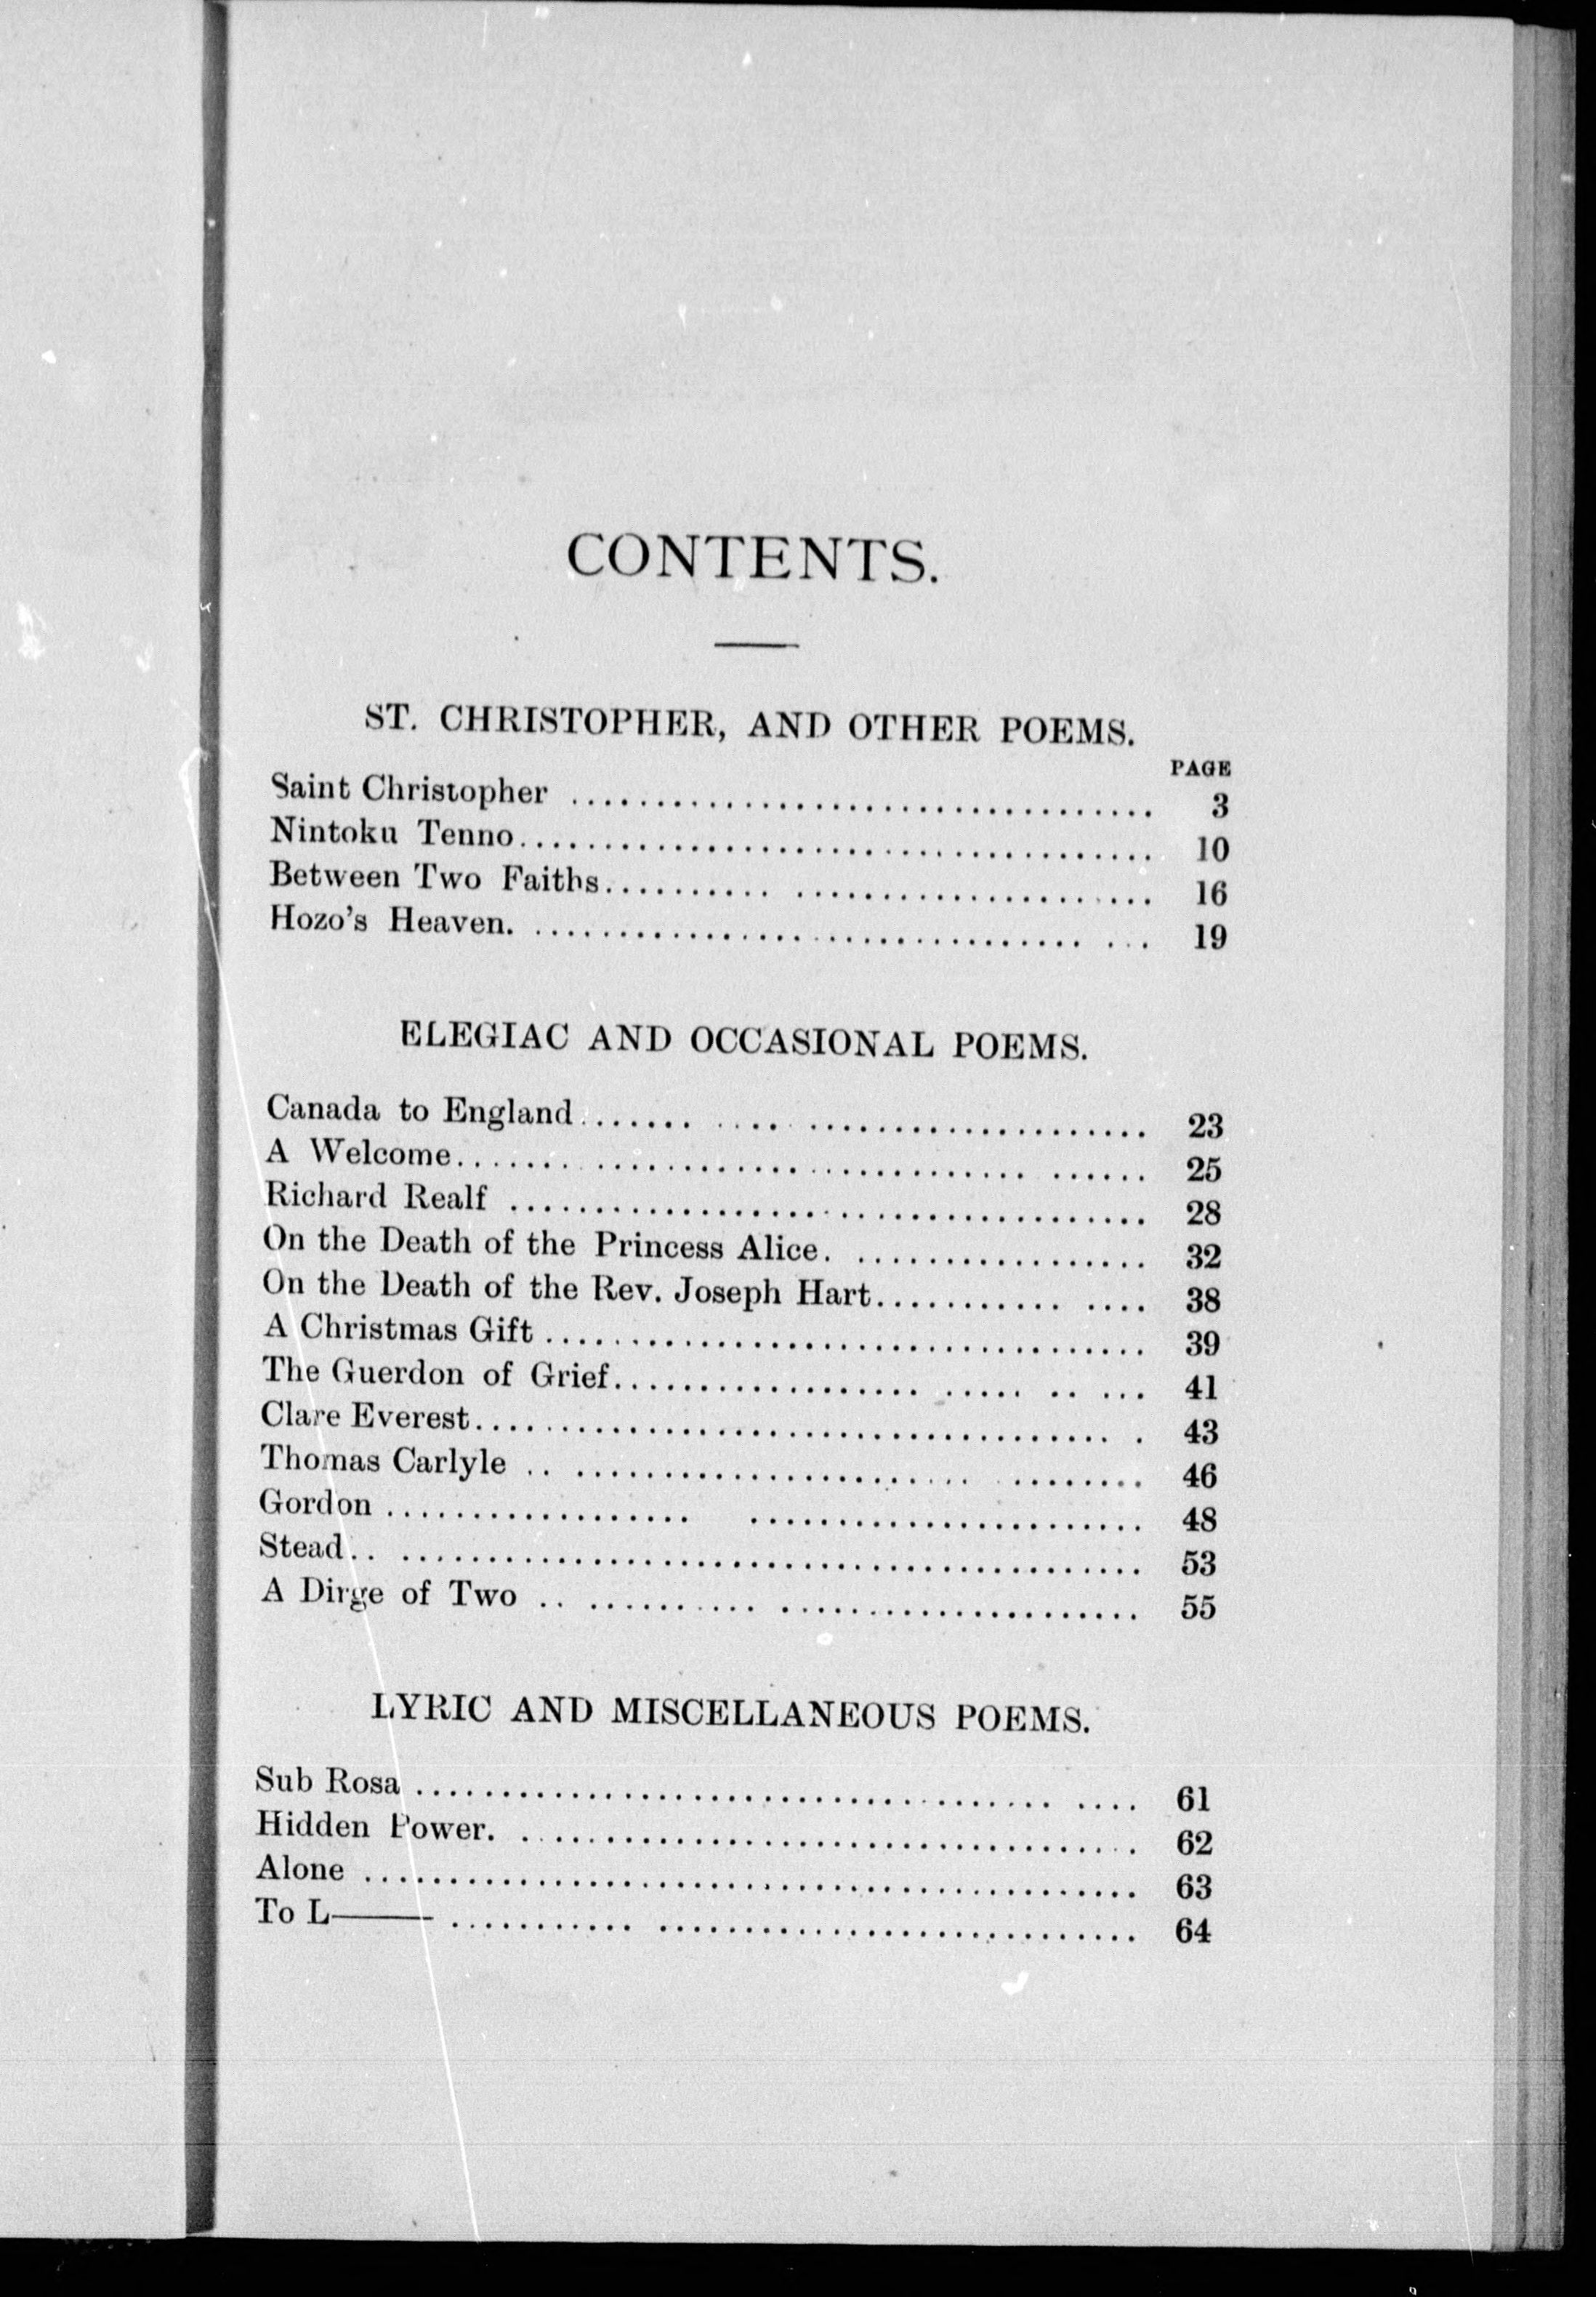 CONTENTS.
ST. CHRISTOPHER, AND OTHER POEMS.
PAGE
Saint Christopher .................................. 3
Nintoku Tenno...................................... 10
Between Two Faiths.......... ..................... 16
Hozo's Heaven. ................................ ... 19
ELEGIAC AND OCCASIONAL POEMS.
Canada to England....... .... .................... 23
A Welcome....... ......................... ...... 25
Richard Realf ..................................... 28
On the Death of the Princess Alice. ................. 32
On the Death of the Rev. Joseph Hart........... .... 38
A Christmas Gift ................................... 39
The Guerdon of Grief.................. ..... .. ... 41
Clare Everest..................................... . 43
Thomas Carlyle .. ....................... ........ 46
Gordon .................. ....................... 48
Stead.. ........................................... 53
A Dirge of Two .. .......... ..................... 55
LYRIC AND MISCELLANEOUS POEMS.
Sub Rosa ..................................... .... 61
Hidden Power. .................................... 62
Alone ............................................. 63
To L——— ........... ............................ 64